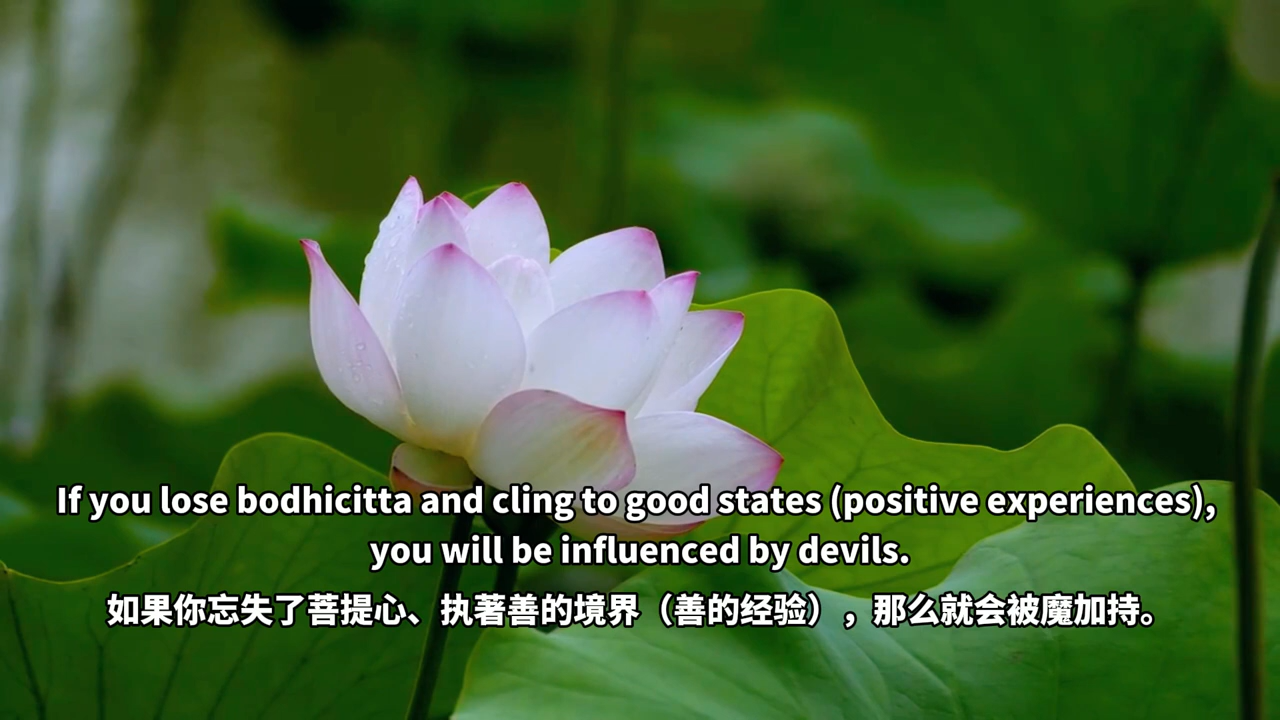 If you lose bodhicitta and cling to good states (positive experiences),
you will be influenced by devils.
如果你忘失了菩提心、执著善的境界（善的经验），那么就会被魔加持。